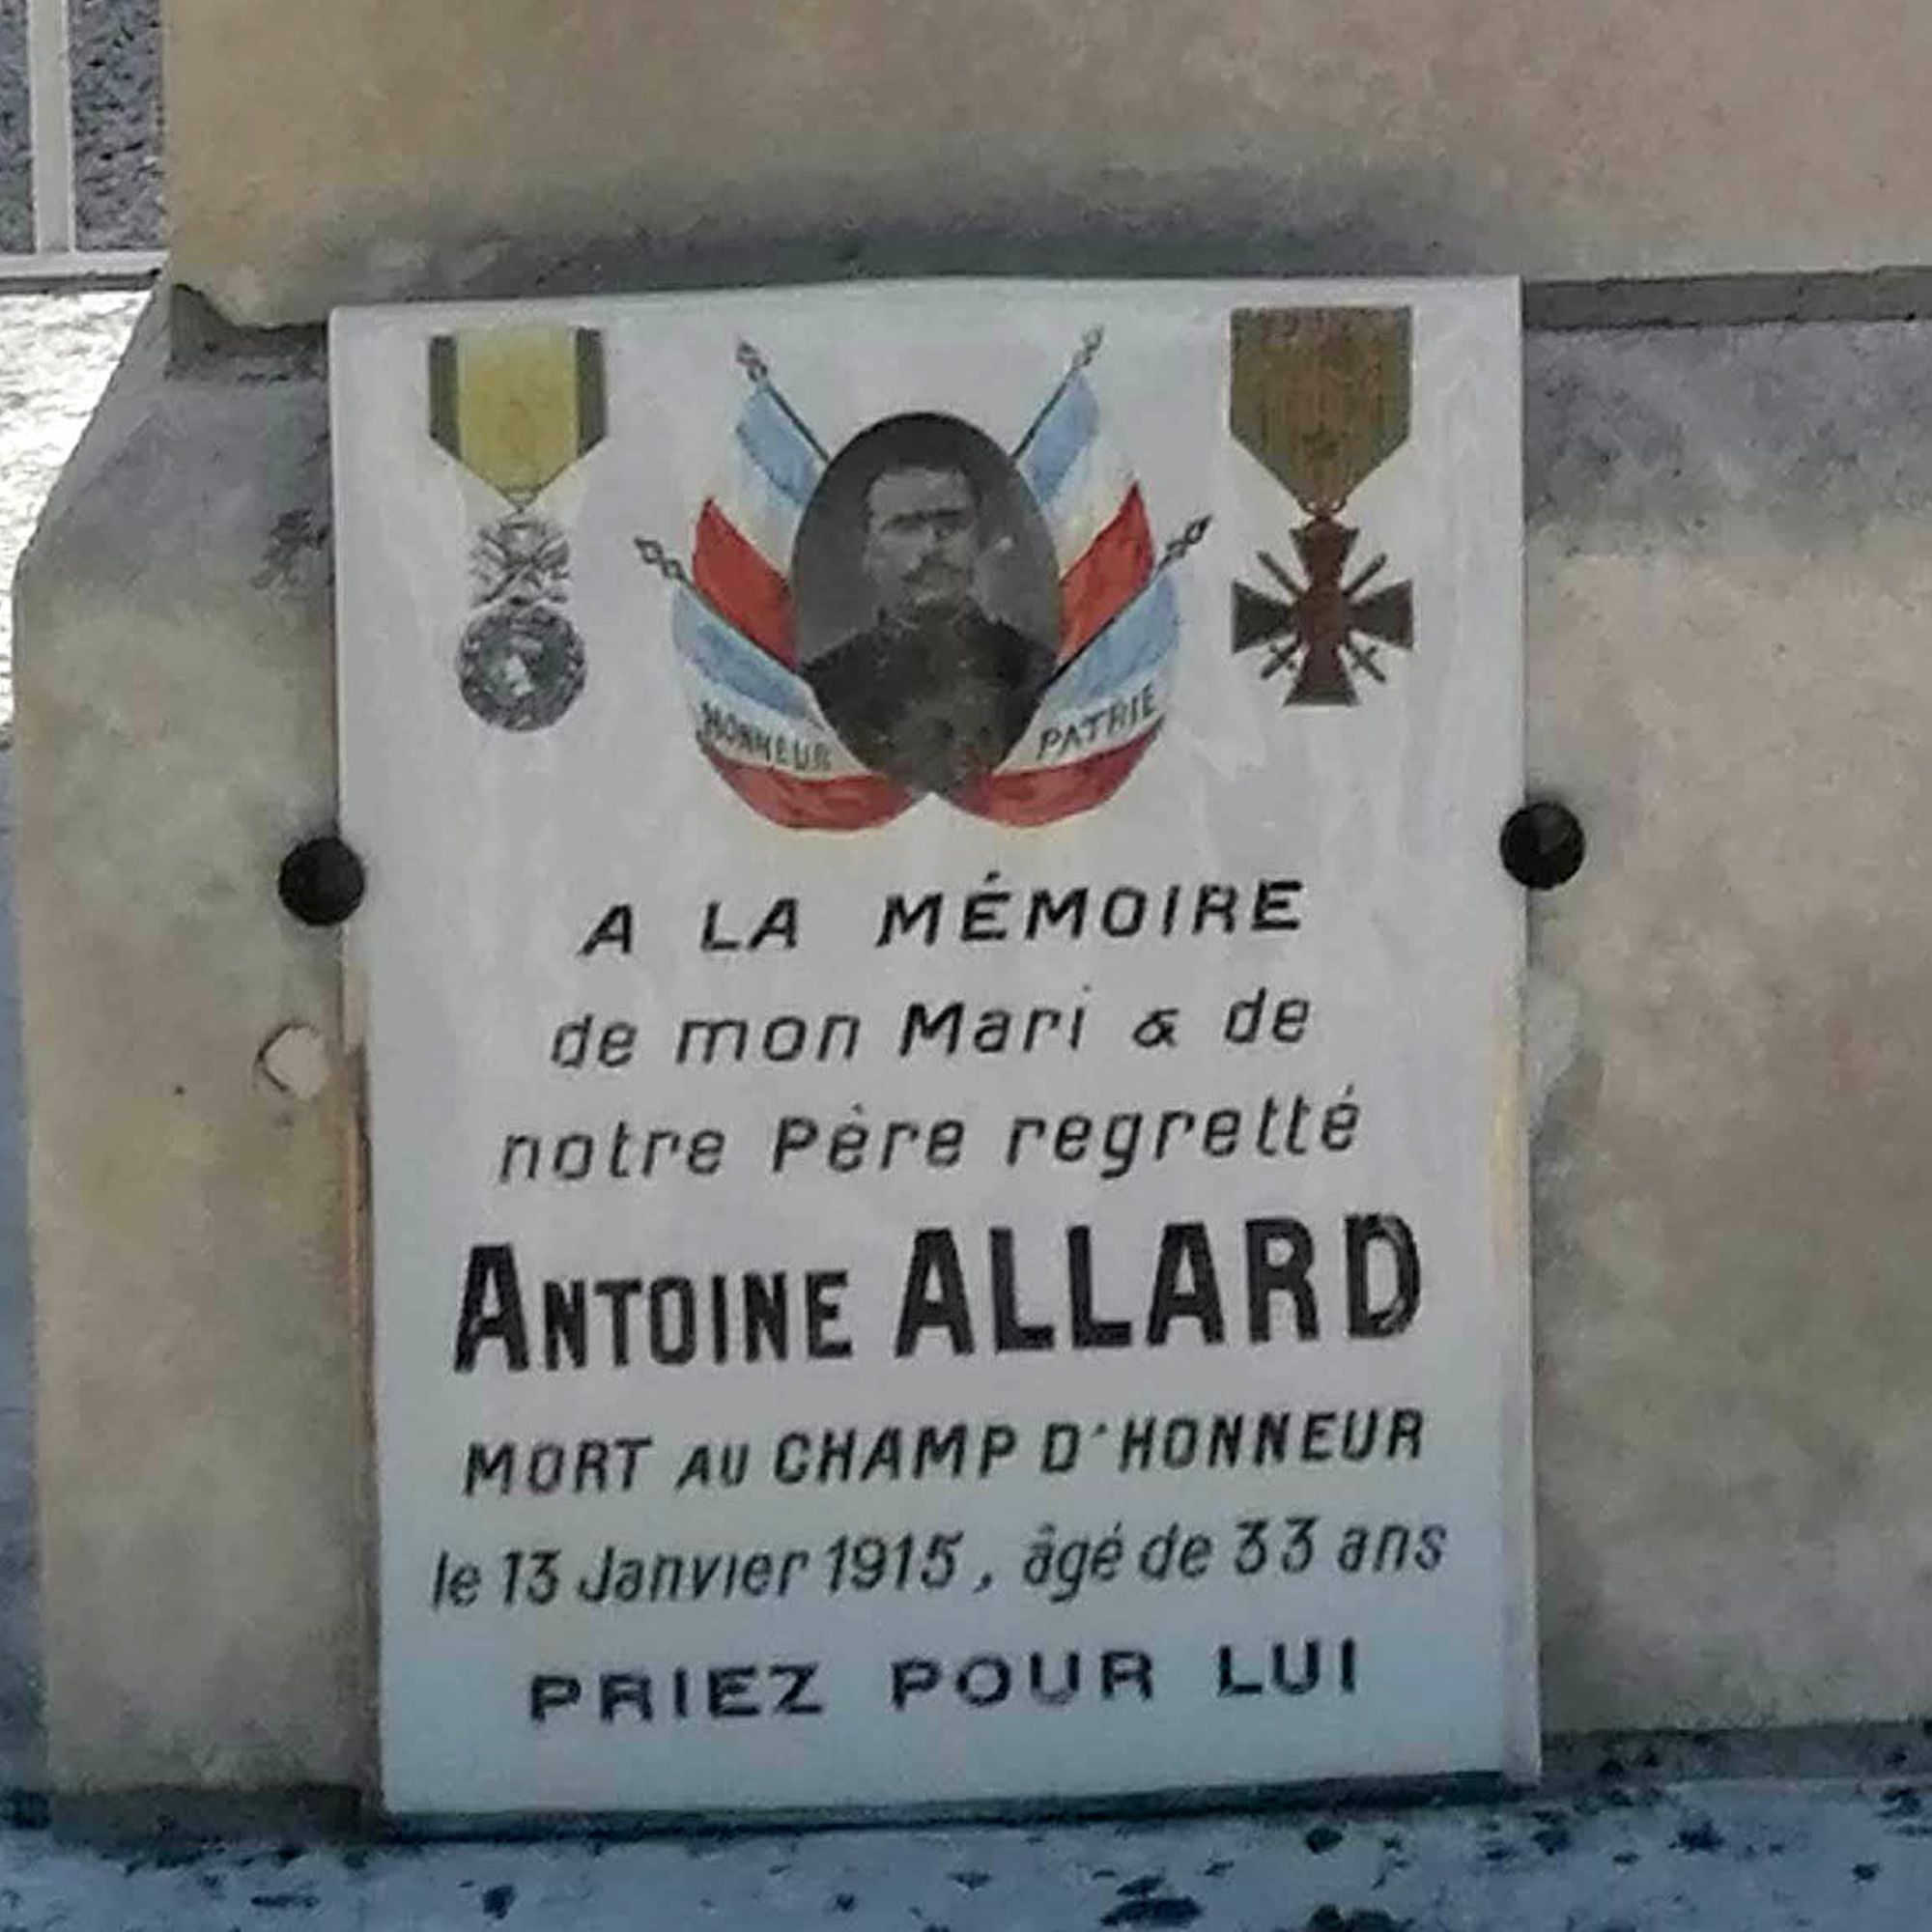 HONNEUR PATRIE
A LA MÉMOIRE
de mon Mari & de
notre Père regretté
ANTOINE ALLARD
MORT AU CHAMP D'HONNEUR
le 13 Janvier 1915, âgé de 33 ans
PRIEZ POUR LUI